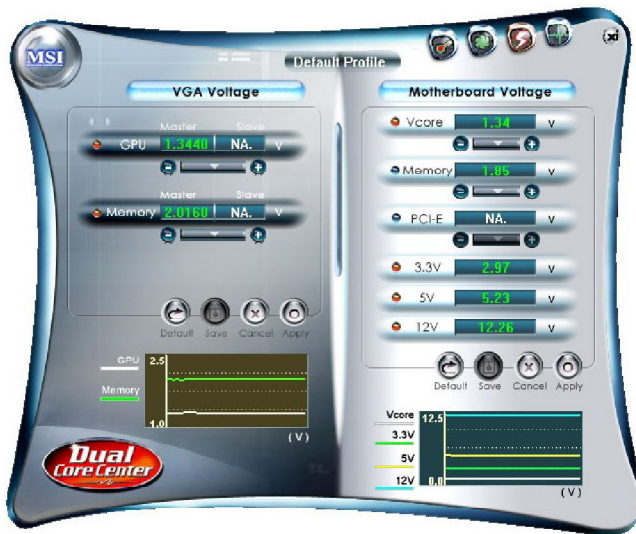 MSI
Default Profile
VGA Voltage
Master Slave
GPU 1.3440 NA. V
Master Slave
Memory 2.0160 NA. V
Default Save Cancel Apply
GPU 2.5
Memory
1.0
(V)
Dual
Core Center
Motherboard Voltage
Vcore 1.34 V
Memory 1.85 V
PCI-E NA. V
3.3V 2.97 V
5V 5.23 V
12V 12.26 V
Default Save Cancel Apply
Vcore 12.5
3.3V
5V
12V 0.0
(V)